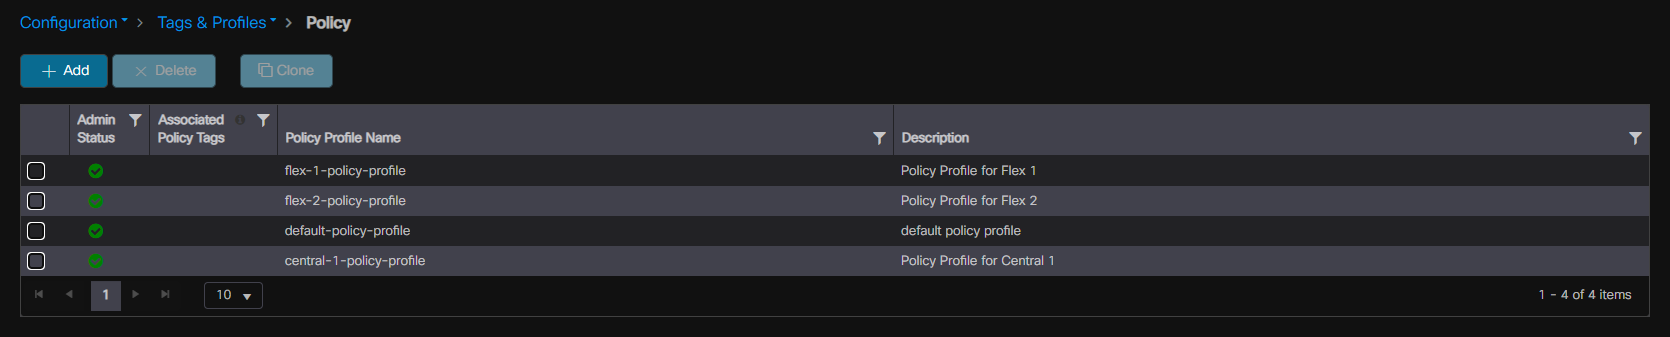 Configuration > Tags & Profiles > Policy
+ Add × Delete Clone
Admin Status Associated Policy Tags Policy Profile Name Description
flex-1-policy-profile Policy Profile for Flex 1
flex-2-policy-profile Policy Profile for Flex 2
default-policy-profile default policy profile
central-1-policy-profile Policy Profile for Central 1
1 10 1 - 4 of 4 items